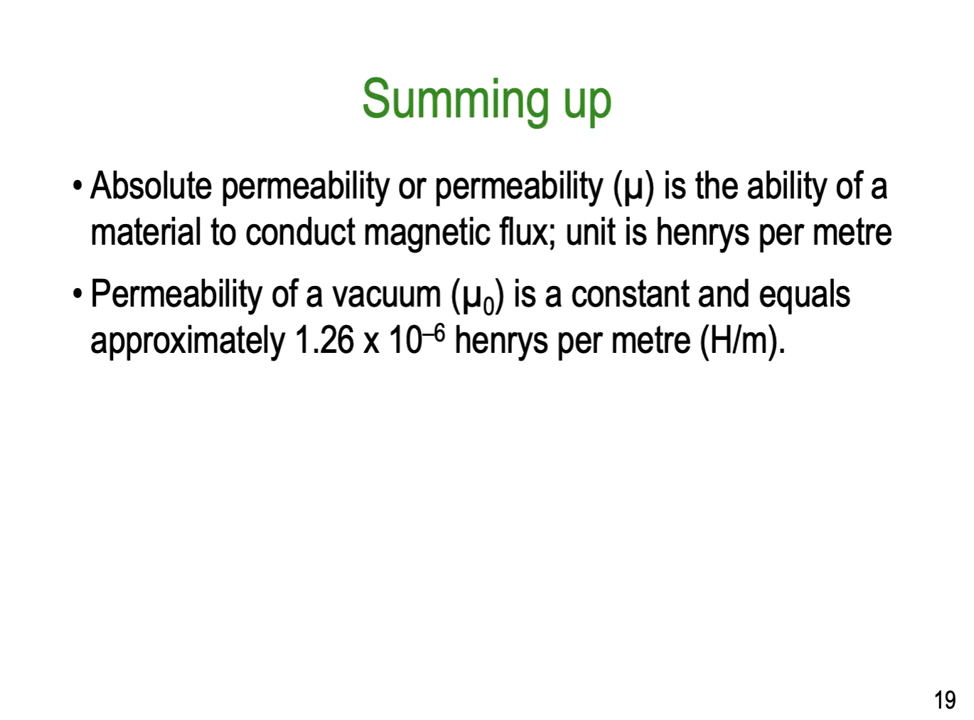 Summing up
• Absolute permeability or permeability (μ) is the ability of a
material to conduct magnetic flux; unit is henrys per metre
• Permeability of a vacuum (μ₀) is a constant and equals
approximately 1.26 x 10⁻⁶ henrys per metre (H/m).
19